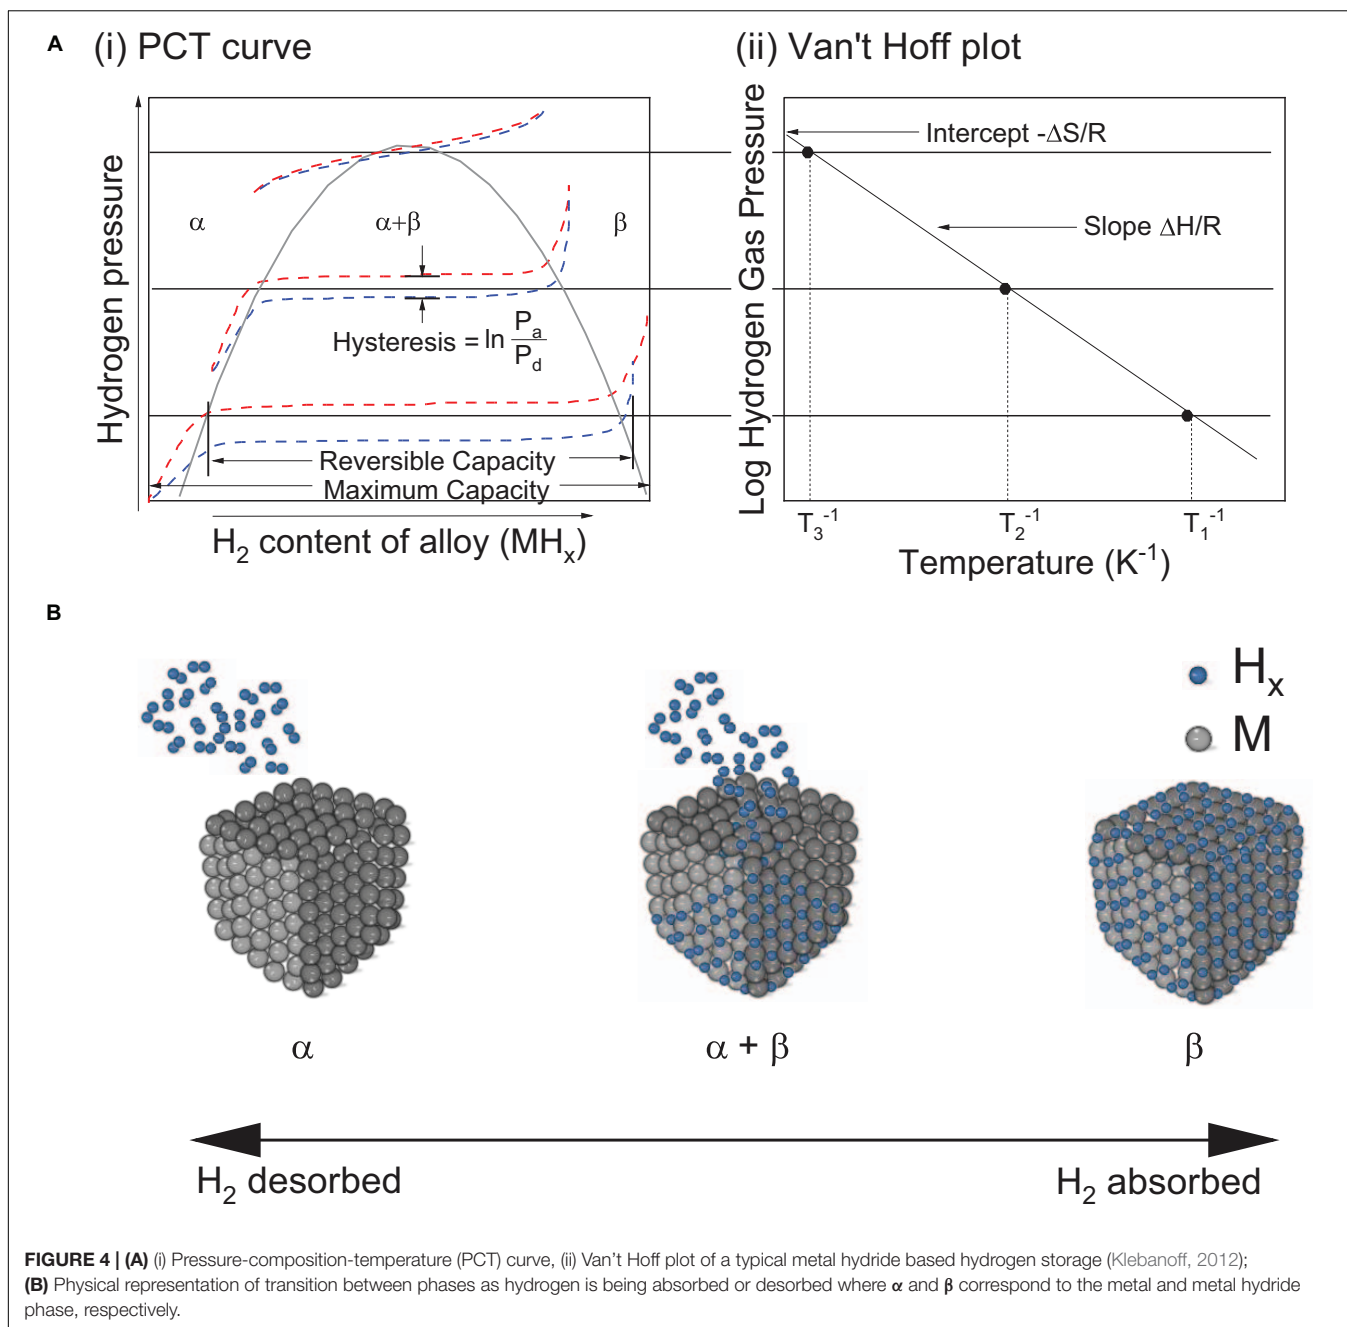 A (i) PCT curve
Hydrogen pressure
α
α+β
β
Hysteresis = ln P_a/P_d
Reversible Capacity
Maximum Capacity
H₂ content of alloy (MHₓ)
(ii) Van't Hoff plot
Log Hydrogen Gas Pressure
Intercept -ΔS/R
Slope ΔH/R
T₃⁻¹ T₂⁻¹ T₁⁻¹
Temperature (K⁻¹)
B
Hₓ
M
α α + β β
H₂ desorbed H₂ absorbed
FIGURE 4 | (A) (i) Pressure-composition-temperature (PCT) curve, (ii) Van’t Hoff plot of a typical metal hydride based hydrogen storage (Klebanoff, 2012);
(B) Physical representation of transition between phases as hydrogen is being absorbed or desorbed where α and β correspond to the metal and metal hydride
phase, respectively.